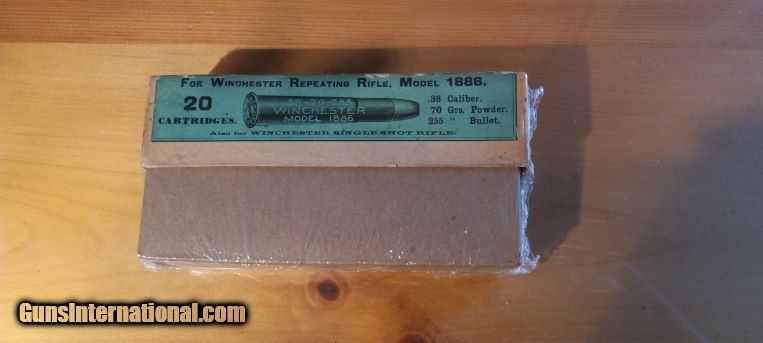 For Winchester Repeating Rifle, Model 1886.
20
CARTRIDGES.
38-70-255
WINCHESTER
MODEL 1886
.38 Caliber.
70 Grs. Powder.
255 " Bullet.
Also for WINCHESTER SINGLE SHOT RIFLE.
GunsInternational.com